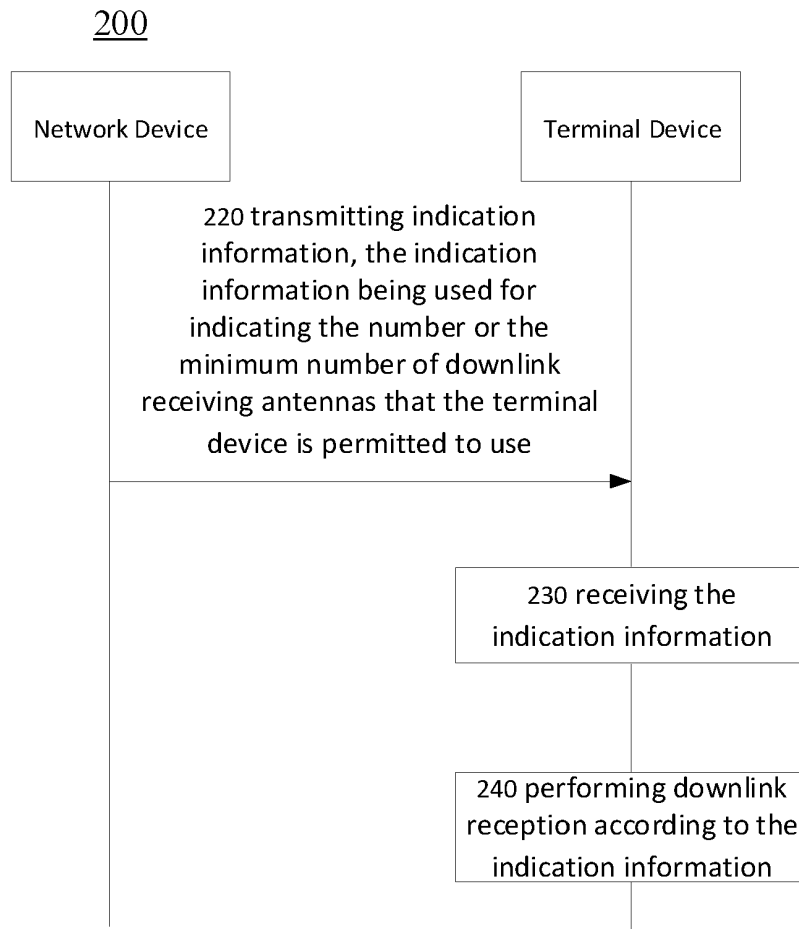 200
Network Device
Terminal Device
220 transmitting indication
information, the indication
information being used for
indicating the number or the
minimum number of downlink
receiving antennas that the terminal
device is permitted to use
230 receiving the
indication information
240 performing downlink
reception according to the
indication information